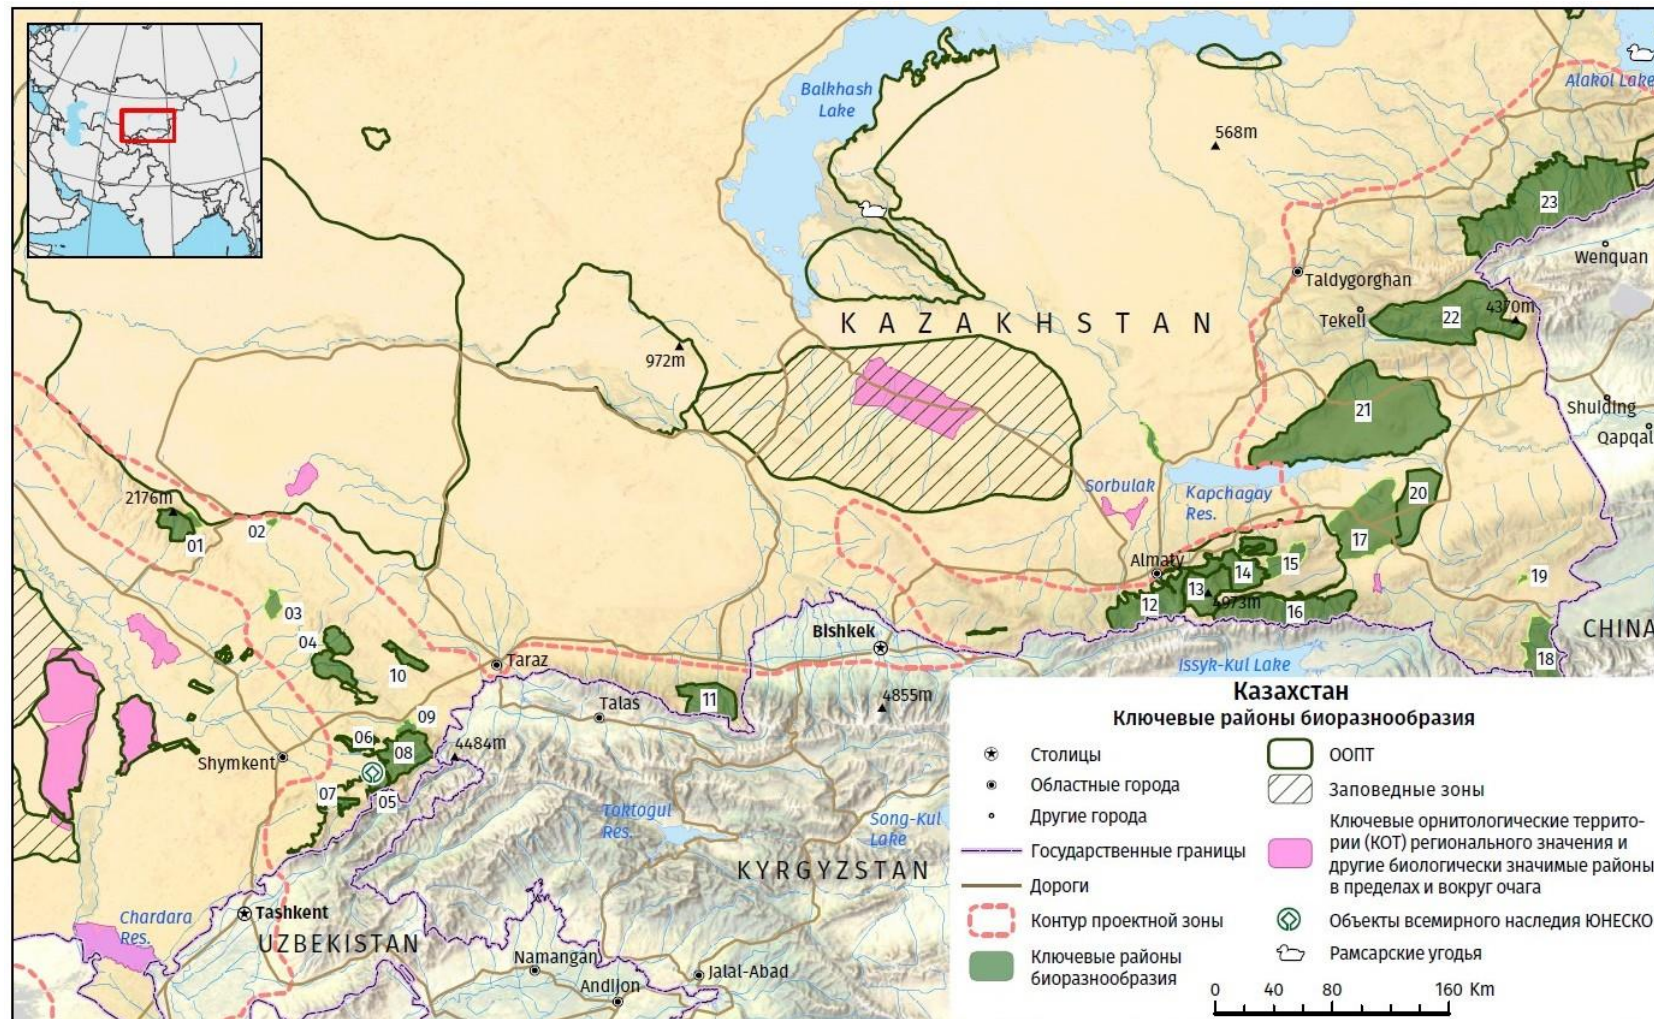 Balkhash
Lake
Alakol Lake
568m
23
Wenquan
Taldygorghan
Tekeli
22
4370m
KAZAKHSTAN
972m
21
Shuiding
Qapqal
Sorbulak
Kapchagay
Res.
20
2176m
01
02
17
Almaty
15
14
13
12
4973m
16
19
18
CHINA
03
04
10
Bishkek
Issyk-Kul Lake
Taraz
Talas
11
4855m
09
06
08
4484m
Shymkent
07
05
Toktogul
Res.
Song-Kul
Lake
KYRGYZSTAN
Chardara
Res.
Tashkent
UZBEKISTAN
Namangan
Andijon
Jalal-Abad
Казахстан
Ключевые районы биоразнообразия
Столицы
Областные города
Другие города
Государственные границы
Дороги
Контур проектной зоны
Ключевые районы
биоразнообразия
ООПТ
Заповедные зоны
Ключевые орнитологические террито-
рии (КОТ) регионального значения и
другие биологически значимые районы
в пределах и вокруг очага
Объекты всемирного наследия ЮНЕСКО
Рамсарские угодья
0 40 80 160 Km